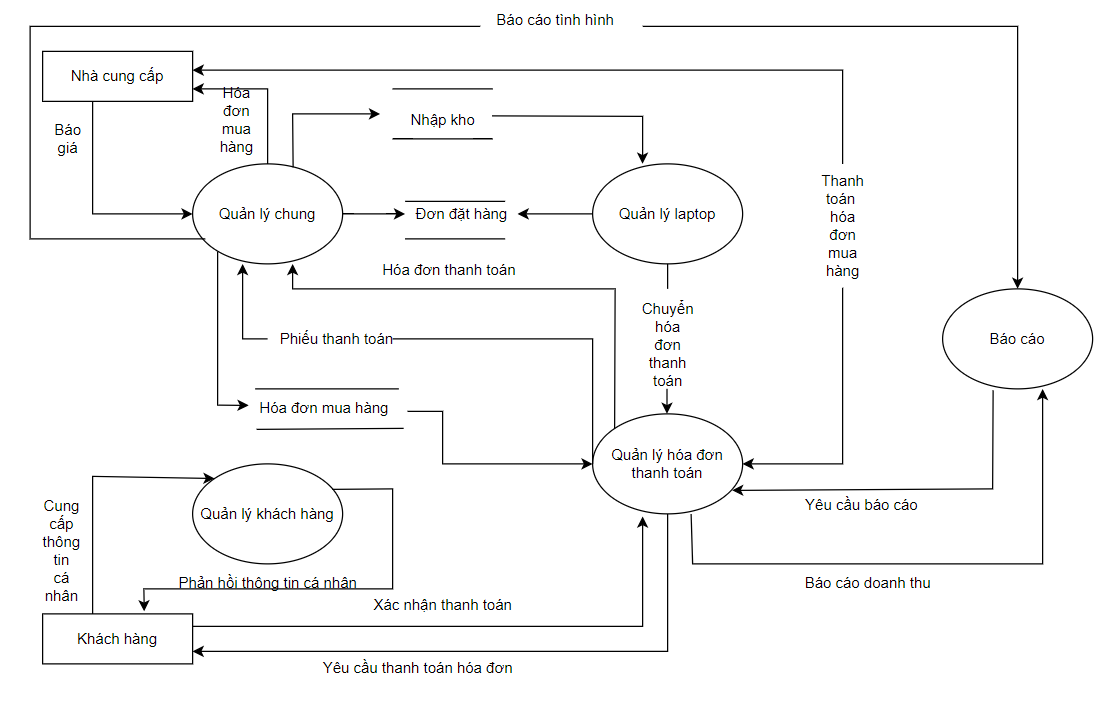 Báo cáo tình hình
Nhà cung cấp
Hóa
đơn
mua
hàng
Báo
giá
Nhập kho
Quản lý chung
Đơn đặt hàng
Quản lý laptop
Thanh
toán
hóa
đơn
mua
hàng
Hóa đơn thanh toán
Chuyển
hóa
đơn
thanh
toán
Phiếu thanh toán
Báo cáo
Hóa đơn mua hàng
Quản lý hóa đơn
thanh toán
Cung
cấp
thông
tin
cá
nhân
Quản lý khách hàng
Yêu cầu báo cáo
Phản hồi thông tin cá nhân
Báo cáo doanh thu
Xác nhận thanh toán
Khách hàng
Yêu cầu thanh toán hóa đơn